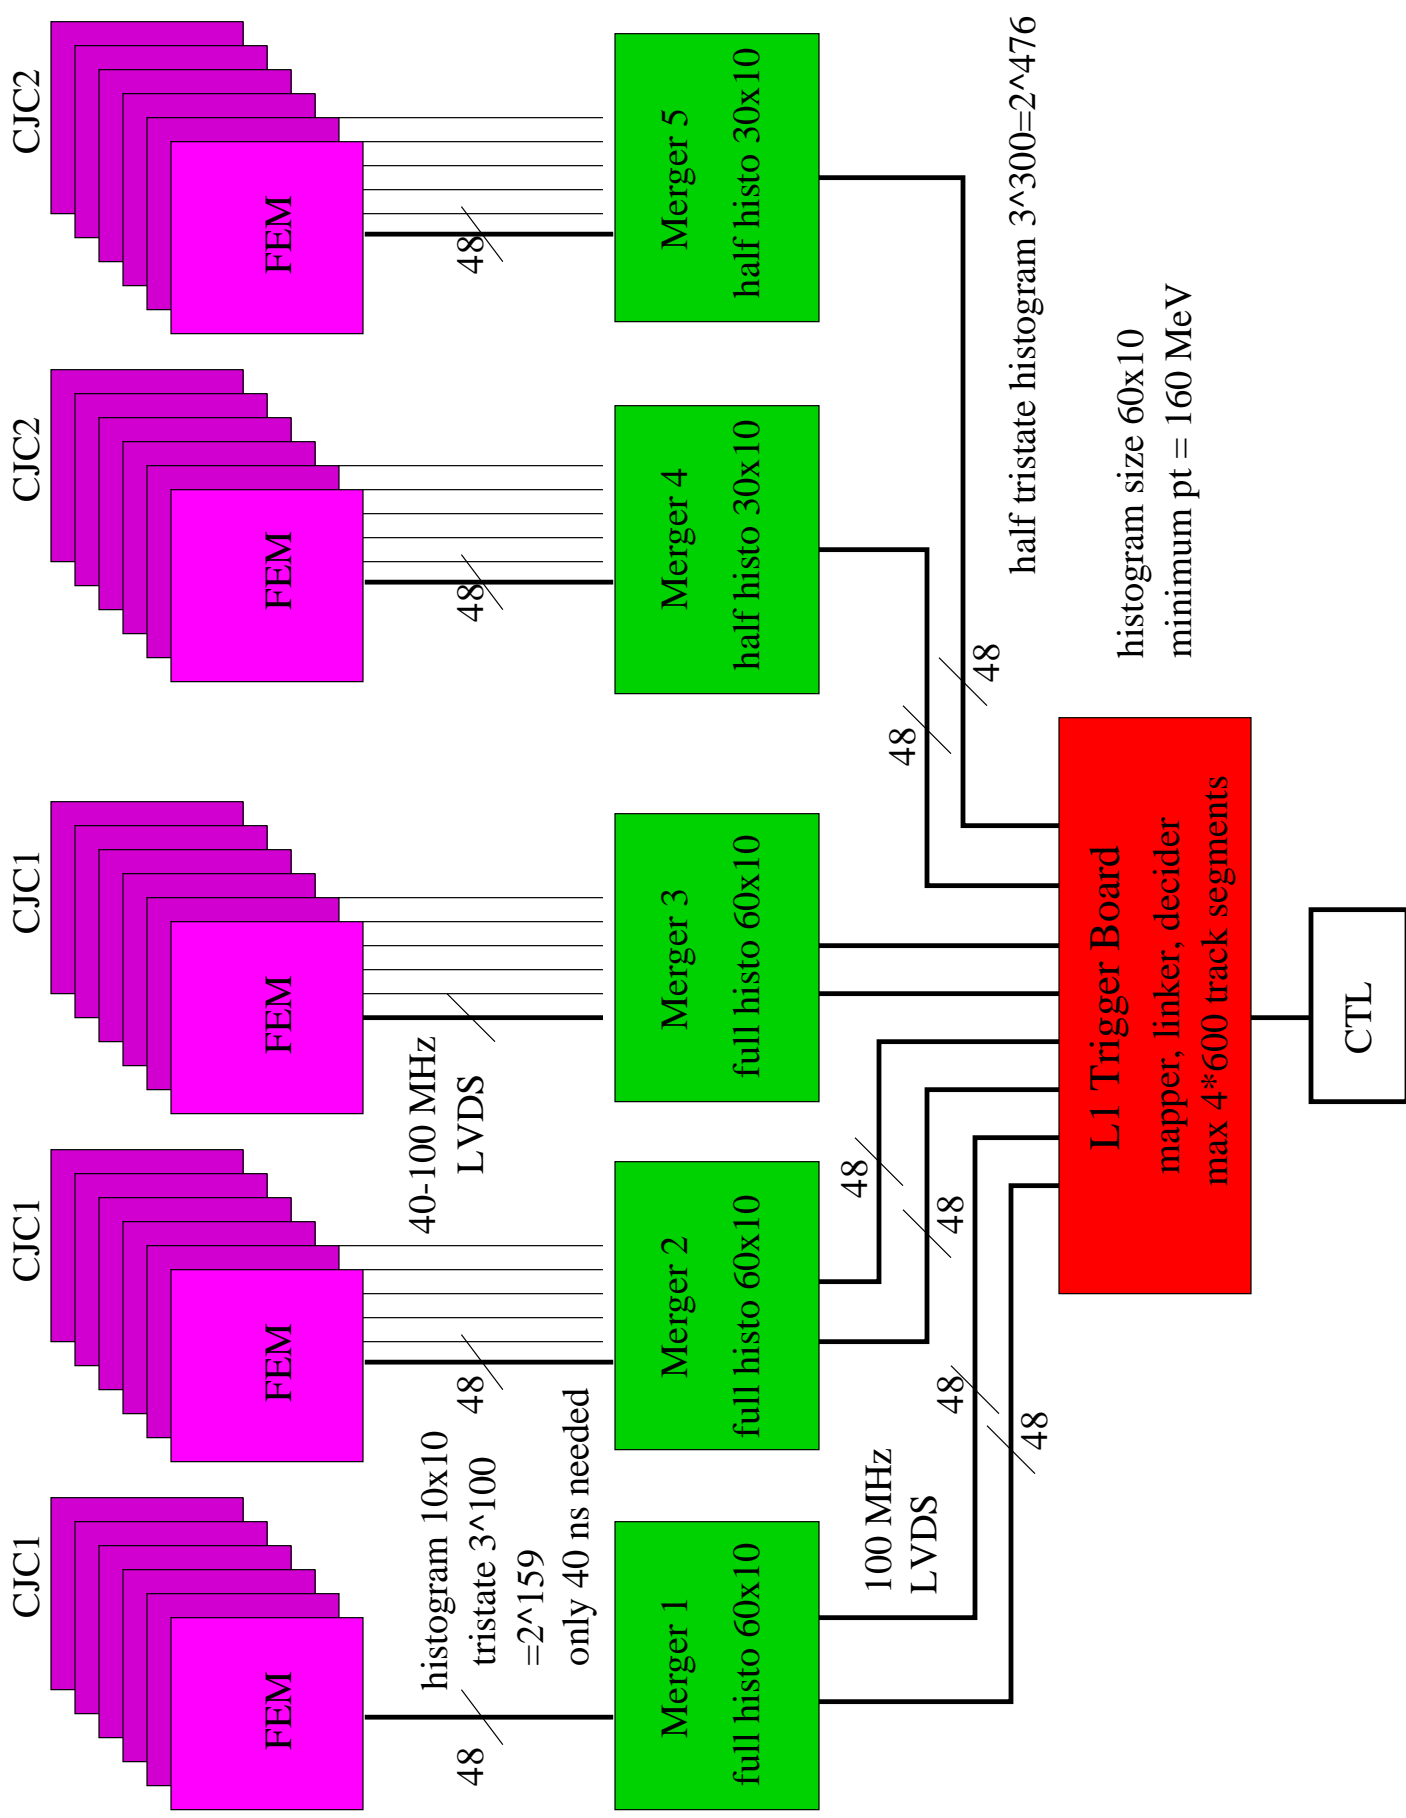 CJC1
CJC1
CJC1
CJC2
CJC2
FEM
FEM
FEM
FEM
FEM
48
histogram 10x10
tristate 3^100
=2^159
only 40 ns needed
48
40-100 MHz
LVDS
48
48
Merger 1
full histo 60x10
Merger 2
full histo 60x10
Merger 3
full histo 60x10
Merger 4
half histo 30x10
Merger 5
half histo 30x10
100 MHz
LVDS
48
48
48
48
48
48
half tristate histogram 3^300=2^476
L1 Trigger Board
mapper, linker, decider
max 4*600 track segments
histogram size 60x10
minimum pt = 160 MeV
CTL